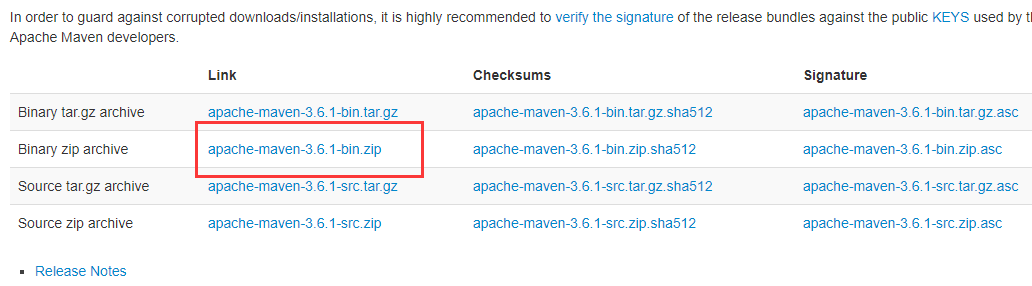 In order to guard against corrupted downloads/installations, it is highly recommended to verify the signature of the release bundles against the public KEYS used by
Apache Maven developers.
Link Checksums Signature
Binary tar.gz archive apache-maven-3.6.1-bin.tar.gz apache-maven-3.6.1-bin.tar.gz.sha512 apache-maven-3.6.1-bin.tar.gz.asc
Binary zip archive apache-maven-3.6.1-bin.zip apache-maven-3.6.1-bin.zip.sha512 apache-maven-3.6.1-bin.zip.asc
Source tar.gz archive apache-maven-3.6.1-src.tar.gz apache-maven-3.6.1-src.tar.gz.sha512 apache-maven-3.6.1-src.tar.gz.asc
Source zip archive apache-maven-3.6.1-src.zip apache-maven-3.6.1-src.zip.sha512 apache-maven-3.6.1-src.zip.asc
Release Notes